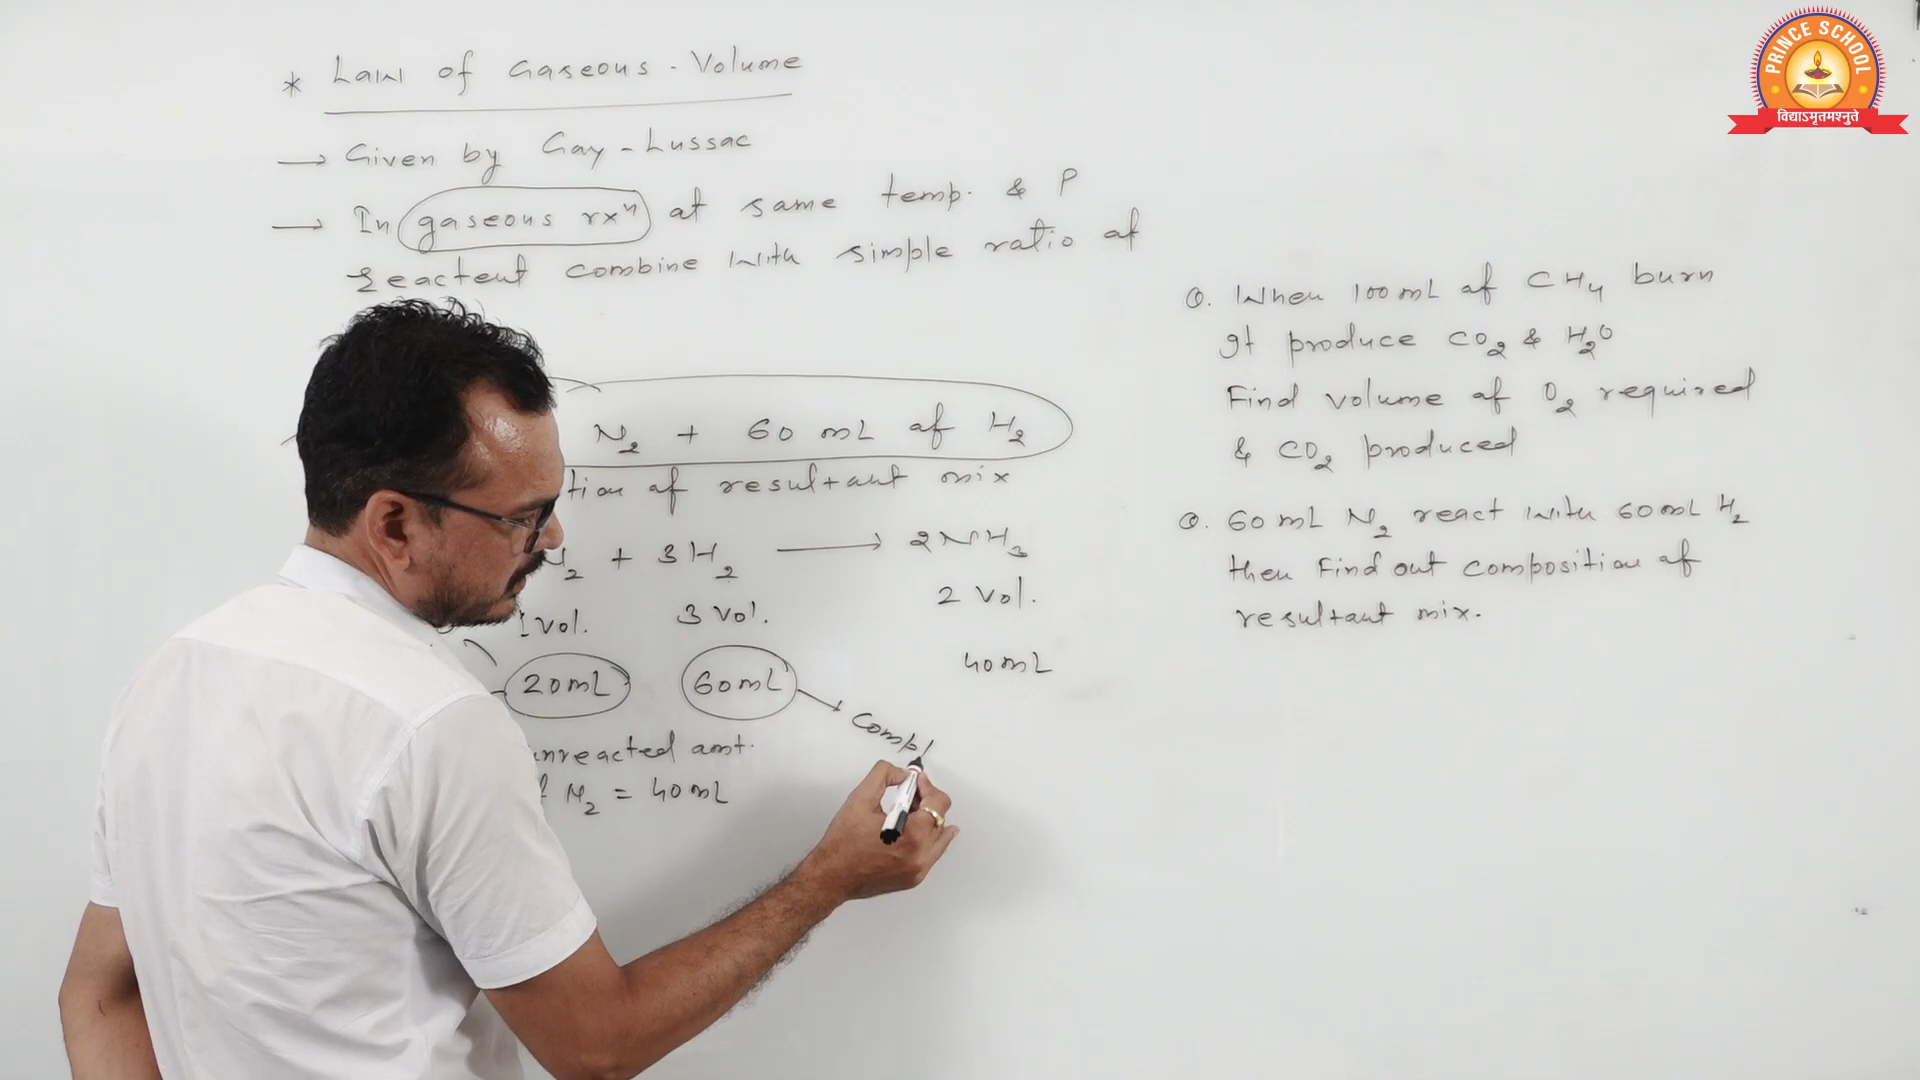 * Law of Gaseous - Volume
→ Given by Gay - Lussac
→ In gaseous rxⁿ at same temp. & P
reactent combine with simple ratio of
N₂ + 60 mL of H₂
of resultant mix
N₂ + 3H₂ → 2NH₃
1 Vol. 3 Vol. 2 Vol.
20mL 60mL 40mL
Compl
unreacted amt.
N₂ = 40mL
Q. When 100mL of CH₄ burn
It produce CO₂ & H₂O
Find volume of O₂ required
& CO₂ produced
Q. 60mL N₂ react with 60mL H₂
then Find out composition of
resultant mix.
PRINCE SCHOOL
विद्याऽमृतमश्नुते